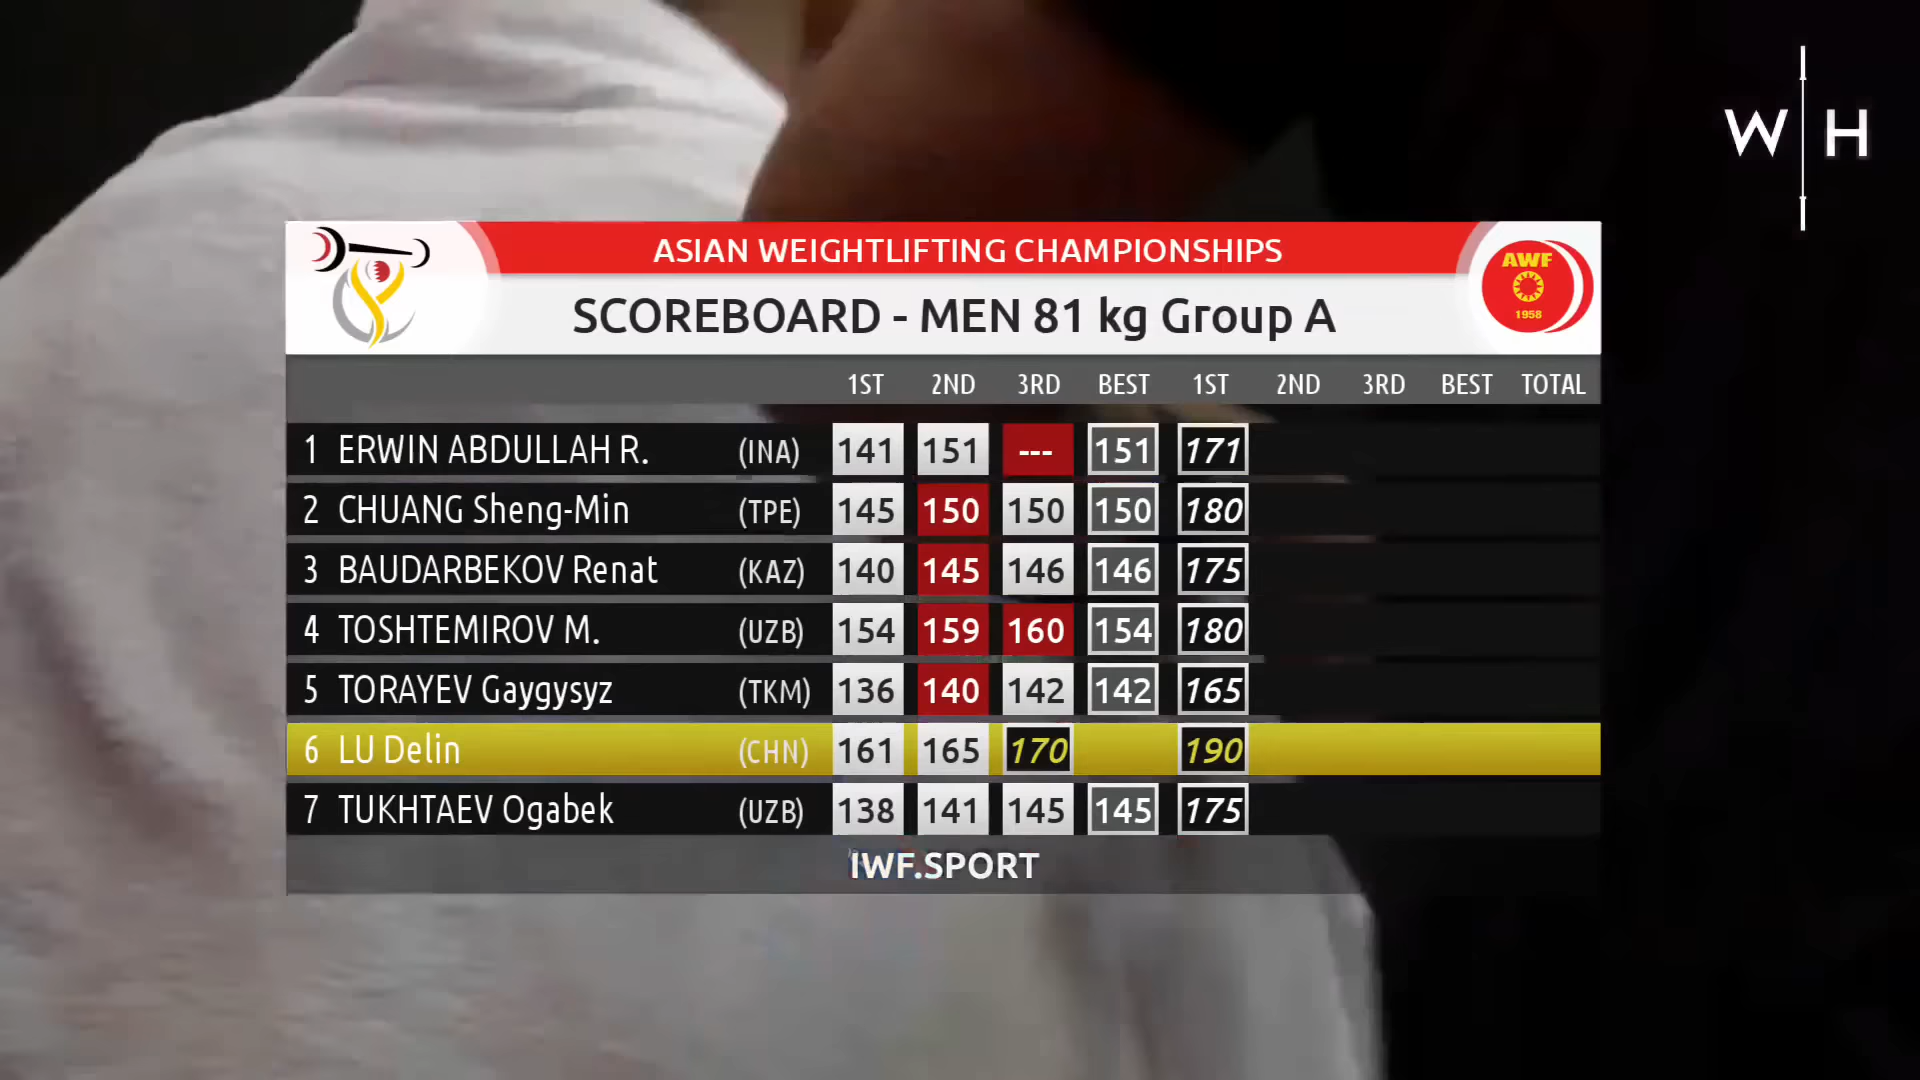 W H
ASIAN WEIGHTLIFTING CHAMPIONSHIPS
AWF
1958
SCOREBOARD - MEN 81 kg Group A
1ST 2ND 3RD BEST 1ST 2ND 3RD BEST TOTAL
1 ERWIN ABDULLAH R. (INA) 141 151 --- 151 171
2 CHUANG Sheng-Min (TPE) 145 150 150 150 180
3 BAUDARBEKOV Renat (KAZ) 140 145 146 146 175
4 TOSHTEMIROV M. (UZB) 154 159 160 154 180
5 TORAYEV Gaygysyz (TKM) 136 140 142 142 165
6 LU Delin (CHN) 161 165 170 190
7 TUKHTAEV Ogabek (UZB) 138 141 145 145 175
IWF.SPORT